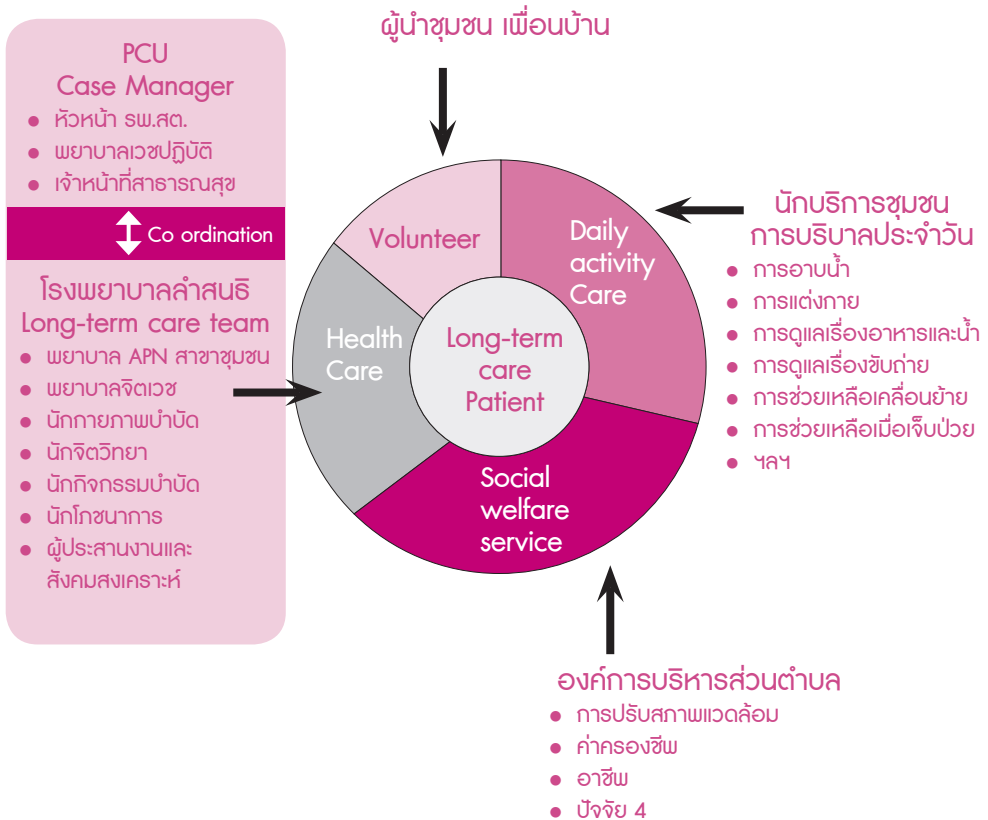 ผู้นำชุมชน เพื่อนบ้าน
PCU
Case Manager
● หัวหน้า รพ.สต.
● พยาบาลเวชปฏิบัติ
● เจ้าหน้าที่สาธารณสุข
Co ordination
โรงพยาบาลลำสนธิ
Long-term care team
● พยาบาล APN สาขาชุมชน
● พยาบาลจิตเวช
● นักกายภาพบำบัด
● นักจิตวิทยา
● นักกิจกรรมบำบัด
● นักโภชนาการ
● ผู้ประสานงานและ
สังคมสงเคราะห์
Volunteer
Daily
activity
Care
Health
Care
Long-term
care
Patient
Social
welfare
service
นักบริการชุมชน
การบริบาลประจำวัน
● การอาบน้ำ
● การแต่งกาย
● การดูแลเรื่องอาหารและน้ำ
● การดูแลเรื่องขับถ่าย
● การช่วยเหลือเคลื่อนย้าย
● การช่วยเหลือเมื่อเจ็บป่วย
● ฯลฯ
องค์การบริหารส่วนตำบล
● การปรับสภาพแวดล้อม
● ค่าครองชีพ
● อาชีพ
● ปัจจัย 4